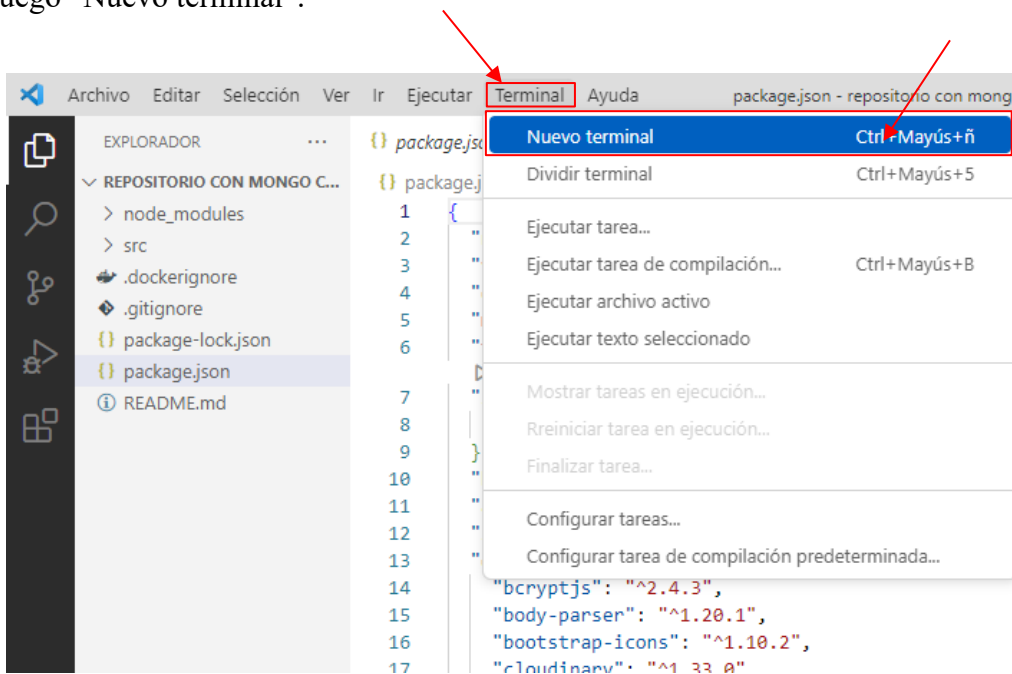 "Nuevo terminal".
Archivo Editar Selección Ver Ir Ejecutar Terminal Ayuda package.json - repositorio con mong
EXPLORADOR ...
REPOSITORIO CON MONGO C...
node_modules
src
.dockerignore
.gitignore
package-lock.json
package.json
README.md
{} package.js
{} package.j
Nuevo terminal Ctrl+Mayús+ñ
Dividir terminal Ctrl+Mayús+5
Ejecutar tarea...
Ejecutar tarea de compilación... Ctrl+Mayús+B
Ejecutar archivo activo
Ejecutar texto seleccionado
Mostrar tareas en ejecución...
Rreiniciar tarea en ejecución...
Finalizar tarea...
Configurar tareas...
Configurar tarea de compilación predeterminada...
1 {
2 "
3 "
4 "
5 "
6 "
7 "
8
9 }
10 "
11 "
12 "
13 "
14 "bcryptjs": "^2.4.3",
15 "body-parser": "^1.20.1",
16 "bootstrap-icons": "^1.10.2",
17 "cloudinary": "^1.33.0"